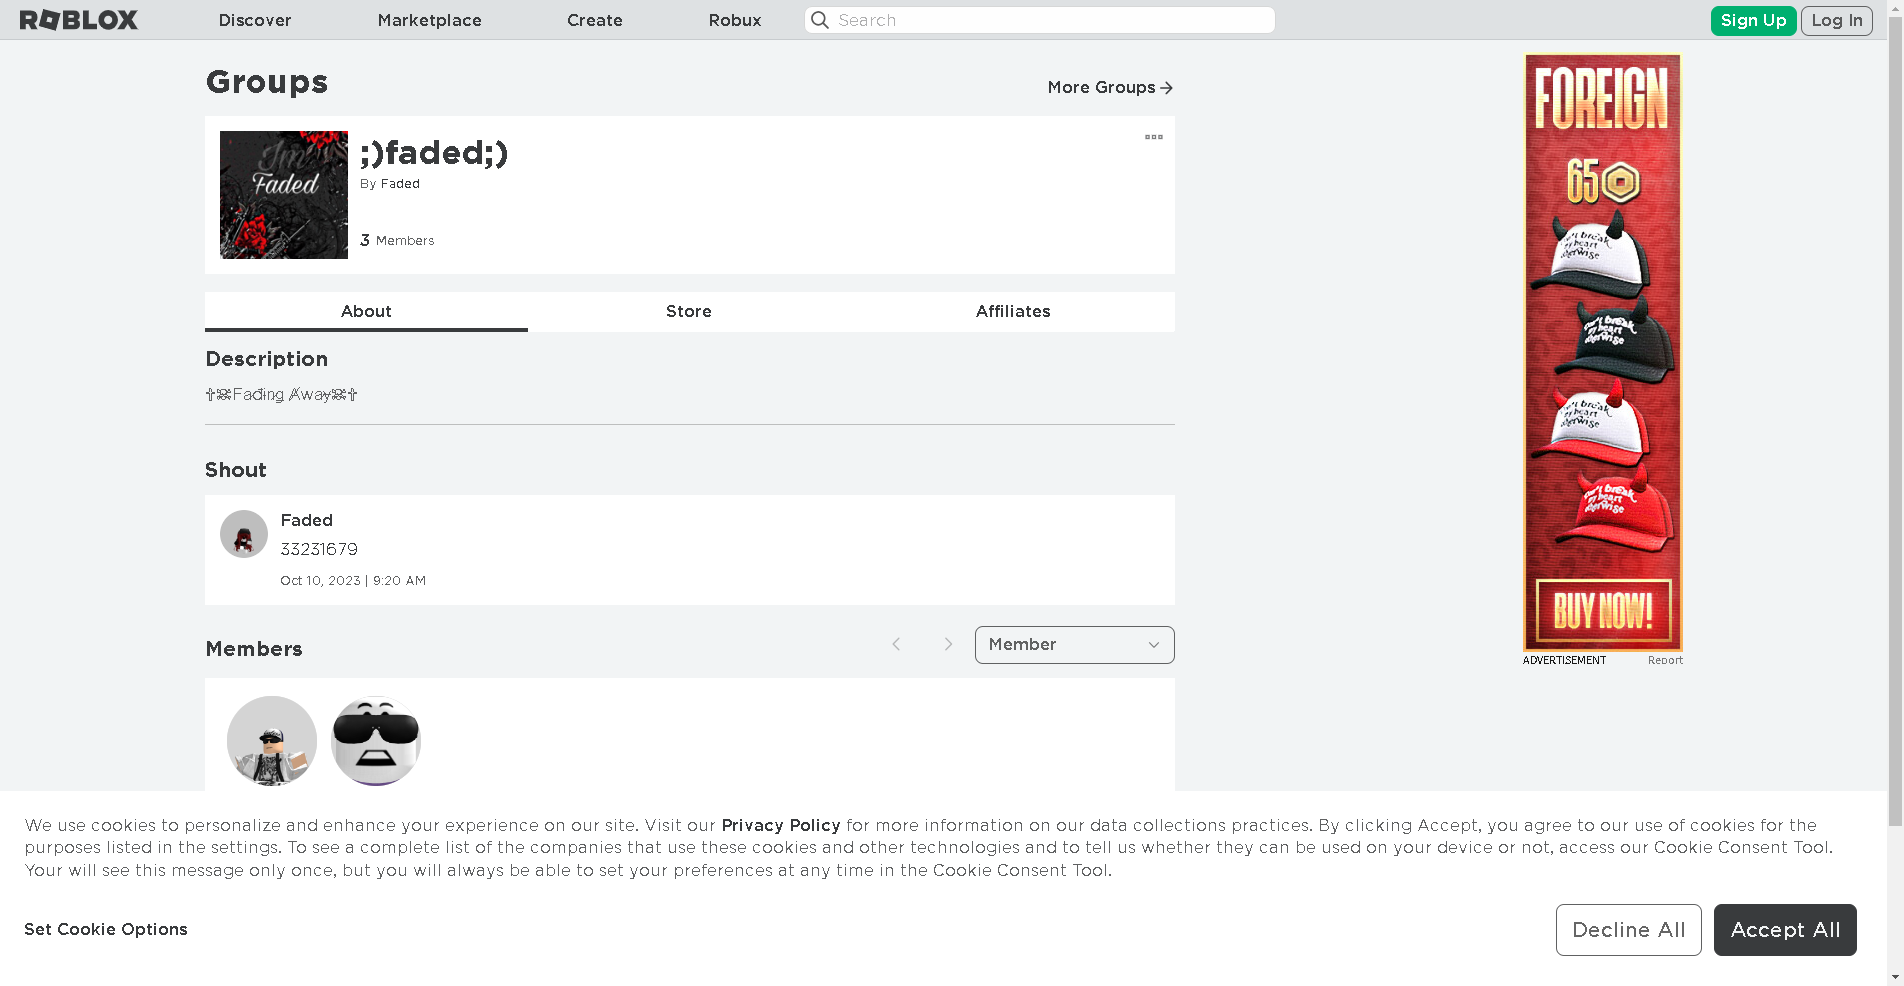 ROBLOX
Discover
Marketplace
Create
Robux
Search
Sign Up
Log In
Groups
More Groups
Im
Faded
;)faded;)
By Faded
3 Members
About
Store
Affiliates
Description
Fading Away
Shout
Faded
33231679
Oct 10, 2023 | 9:20 AM
Members
Member
FOREIGN
65
BUY NOW!
ADVERTISEMENT
Report
We use cookies to personalize and enhance your experience on our site. Visit our Privacy Policy for more information on our data collections practices. By clicking Accept, you agree to our use of cookies for the
purposes listed in the settings. To see a complete list of the companies that use these cookies and other technologies and to tell us whether they can be used on your device or not, access our Cookie Consent Tool.
Your will see this message only once, but you will always be able to set your preferences at any time in the Cookie Consent Tool.
Set Cookie Options
Decline All
Accept All